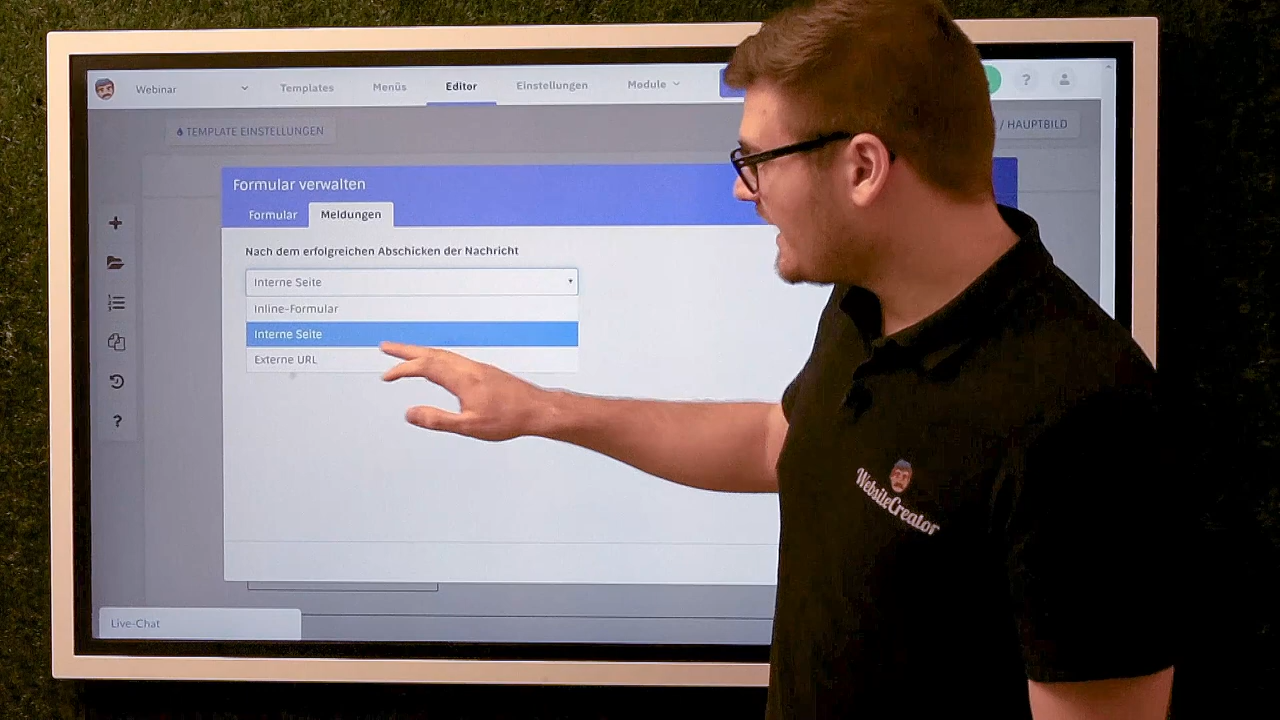 Webinar
Templates
Menüs
Editor
Einstellungen
Module
?
TEMPLATE EINSTELLUNGEN
/ HAUPTBILD
Formular verwalten
Formular
Meldungen
Nach dem erfolgreichen Abschicken der Nachricht
Interne Seite
Inline-Formular
Interne Seite
Externe URL
?
Live-Chat
WebsiteCreator